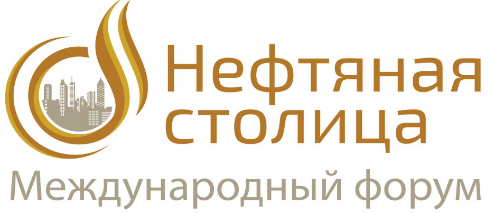 Нефтяная
столица
Международный форум